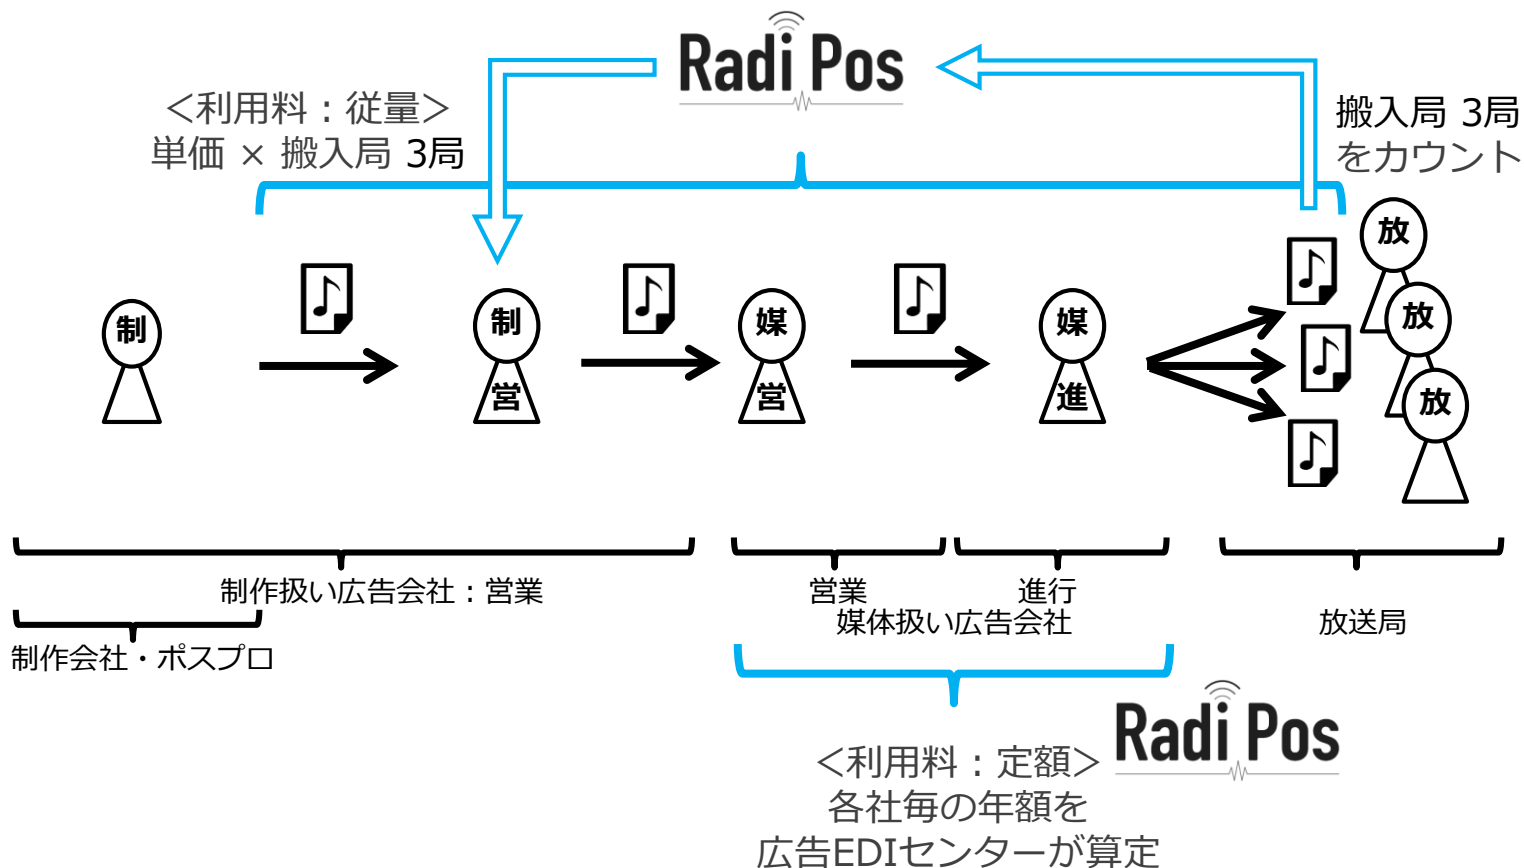 Radi Pos
＜利用料：従量＞
単価 × 搬入局 3局
搬入局 3局
をカウント
制
制
営
媒
営
媒
進
放
放
放
制作扱い広告会社：営業
営業
進行
媒体扱い広告会社
放送局
制作会社・ポスプロ
Radi Pos
＜利用料：定額＞
各社毎の年額を
広告EDIセンターが算定